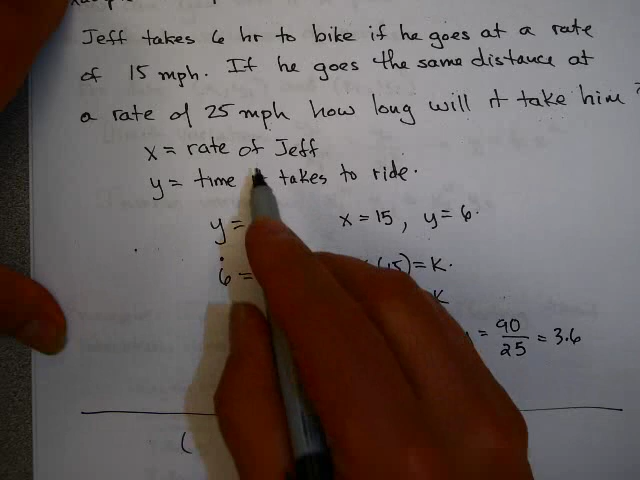 Jeff takes 6 hr to bike if he goes at a rate
of 15 mph. If he goes the same distance at
a rate of 25 mph how long will it take him ?
x = rate of Jeff
y = time takes to ride.
y = x = 15 , y = 6.
6 = (15) = K.
K
= 90/25 = 3.6
(